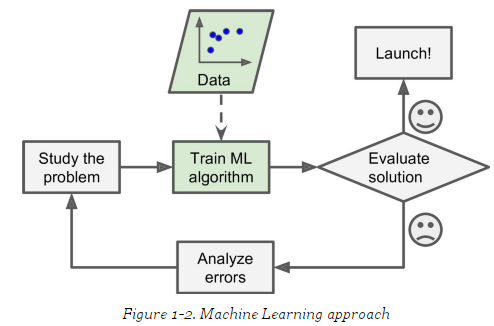 Launch!
Data
Study the
problem
Train ML
algorithm
Evaluate
solution
Analyze
errors
Figure 1-2. Machine Learning approach